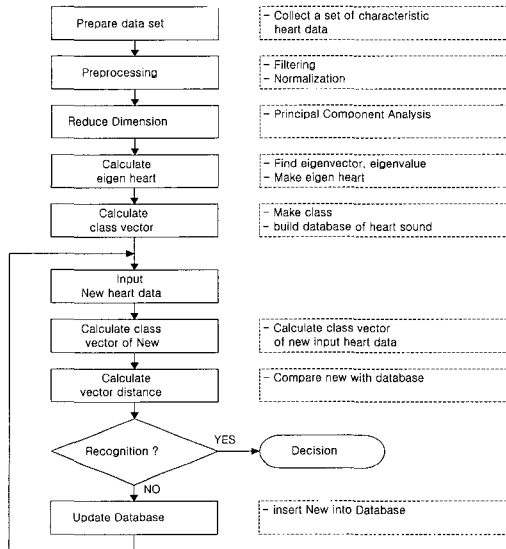 Prepare data set
- Collect a set of characteristic
heart data
Preprocessing
- Filtering
- Normalization
Reduce Dimension
- Principal Component Analysis
Calculate
eigen heart
- Find eigenvector, eigenvalue
- Make eigen heart
Calculate
class vector
- Make class
- build database of heart sound
Input
New heart data
Calculate class
vector of New
- Calculate class vector
of new input heart data
Calculate
vector distance
- Compare new with database
Recognition ?
YES
Decision
NO
Update Database
- insert New into Database